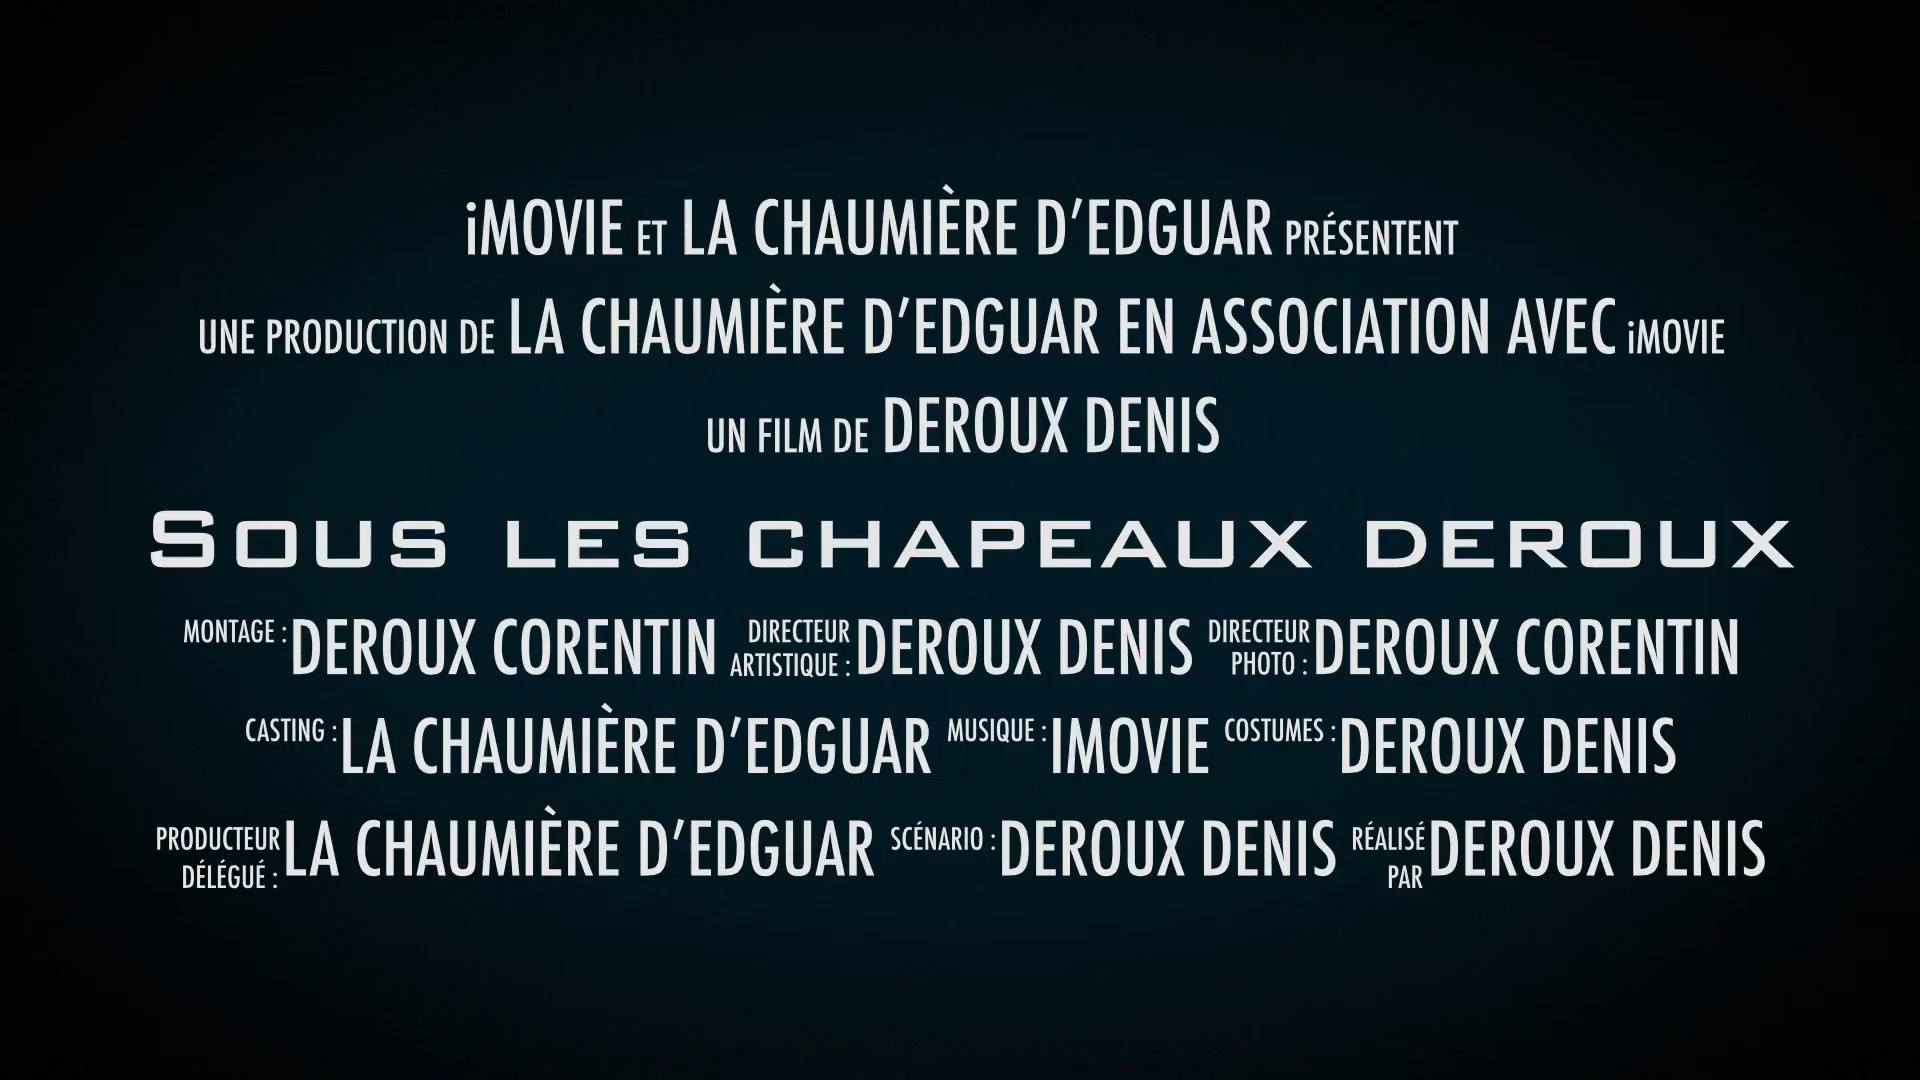 iMOVIE ET LA CHAUMIÈRE D’EDGUAR PRÉSENTENT
UNE PRODUCTION DE LA CHAUMIÈRE D’EDGUAR EN ASSOCIATION AVEC iMOVIE
UN FILM DE DEROUX DENIS
SOUS LES CHAPEAUX DEROUX
MONTAGE : DEROUX CORENTIN DIRECTEUR ARTISTIQUE : DEROUX DENIS DIRECTEUR PHOTO : DEROUX CORENTIN
CASTING : LA CHAUMIÈRE D’EDGUAR MUSIQUE : IMOVIE COSTUMES : DEROUX DENIS
PRODUCTEUR DÉLÉGUÉ : LA CHAUMIÈRE D’EDGUAR SCÉNARIO : DEROUX DENIS RÉALISÉ PAR DEROUX DENIS